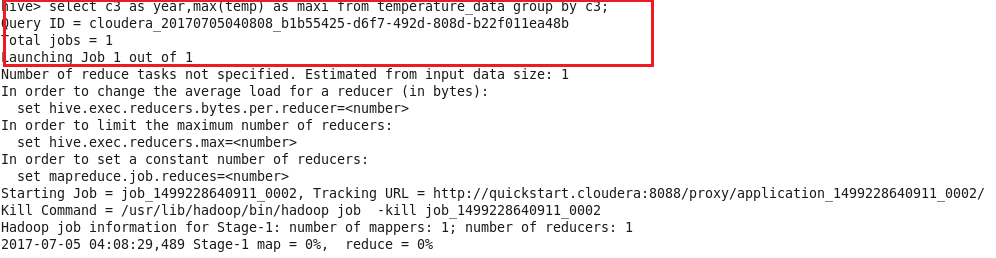 hive> select c3 as year,max(temp) as maxi from temperature_data group by c3;
Query ID = cloudera_20170705040808_b1b55425-d6f7-492d-808d-b22f011ea48b
Total jobs = 1
Launching Job 1 out of 1
Number of reduce tasks not specified. Estimated from input data size: 1
In order to change the average load for a reducer (in bytes):
  set hive.exec.reducers.bytes.per.reducer=<number>
In order to limit the maximum number of reducers:
  set hive.exec.reducers.max=<number>
In order to set a constant number of reducers:
  set mapreduce.job.reduces=<number>
Starting Job = job_1499228640911_0002, Tracking URL = http://quickstart.cloudera:8088/proxy/application_1499228640911_0002/
Kill Command = /usr/lib/hadoop/bin/hadoop job  -kill job_1499228640911_0002
Hadoop job information for Stage-1: number of mappers: 1; number of reducers: 1
2017-07-05 04:08:29,489 Stage-1 map = 0%,  reduce = 0%